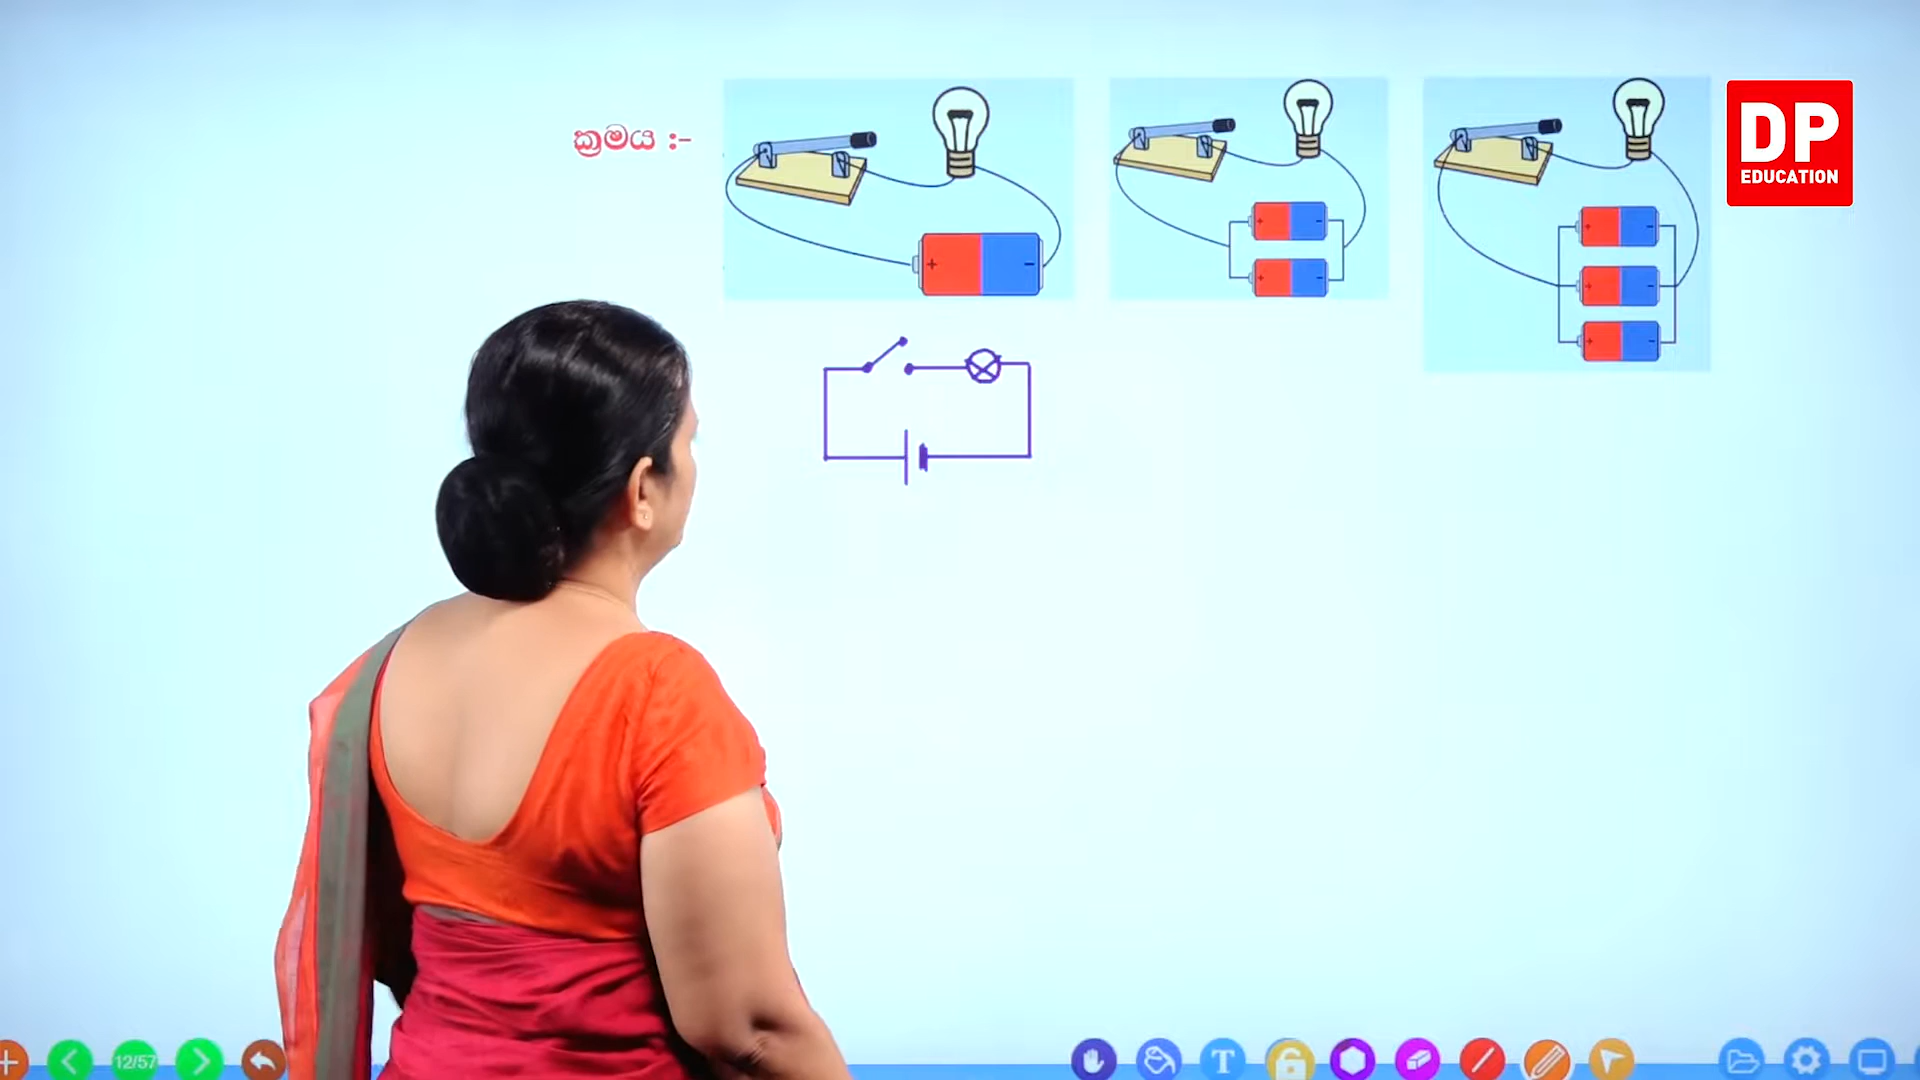 ක්‍රමය :-
DP
EDUCATION
+ -
+ -
+ -
+ -
+ -
+ -
12/57
T